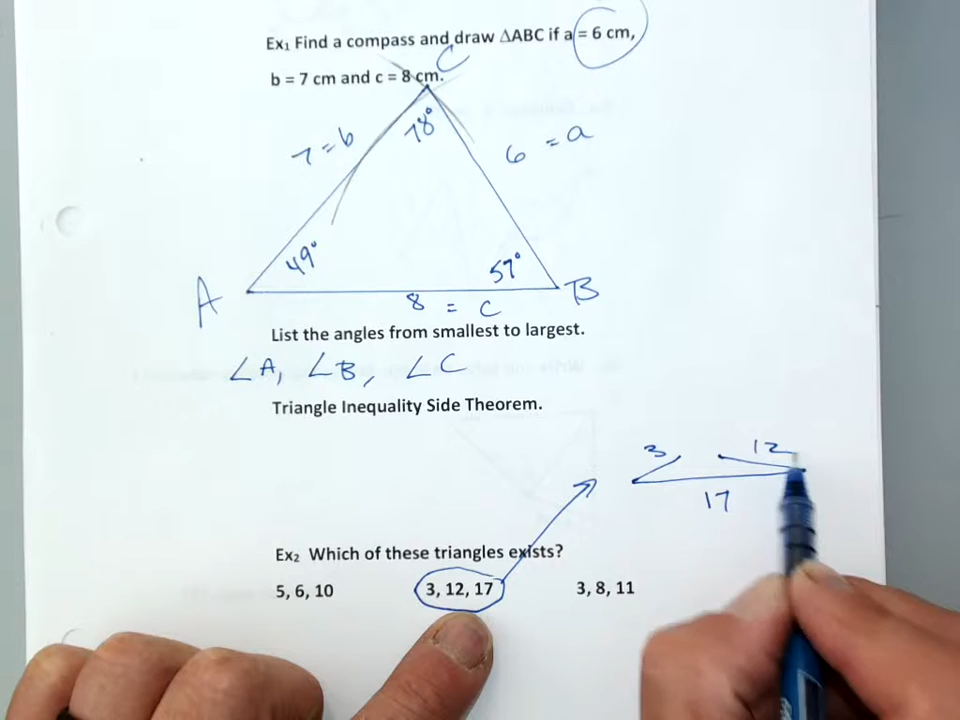 Ex₁ Find a compass and draw ΔABC if a = 6 cm,
b = 7 cm and c = 8 cm.
C
78°
7 = b
6 = a
49°
57°
A
B
8 = c
List the angles from smallest to largest.
∠A, ∠B, ∠C
Triangle Inequality Side Theorem.
3
12
17
Ex₂ Which of these triangles exists?
5, 6, 10
3, 12, 17
3, 8, 11